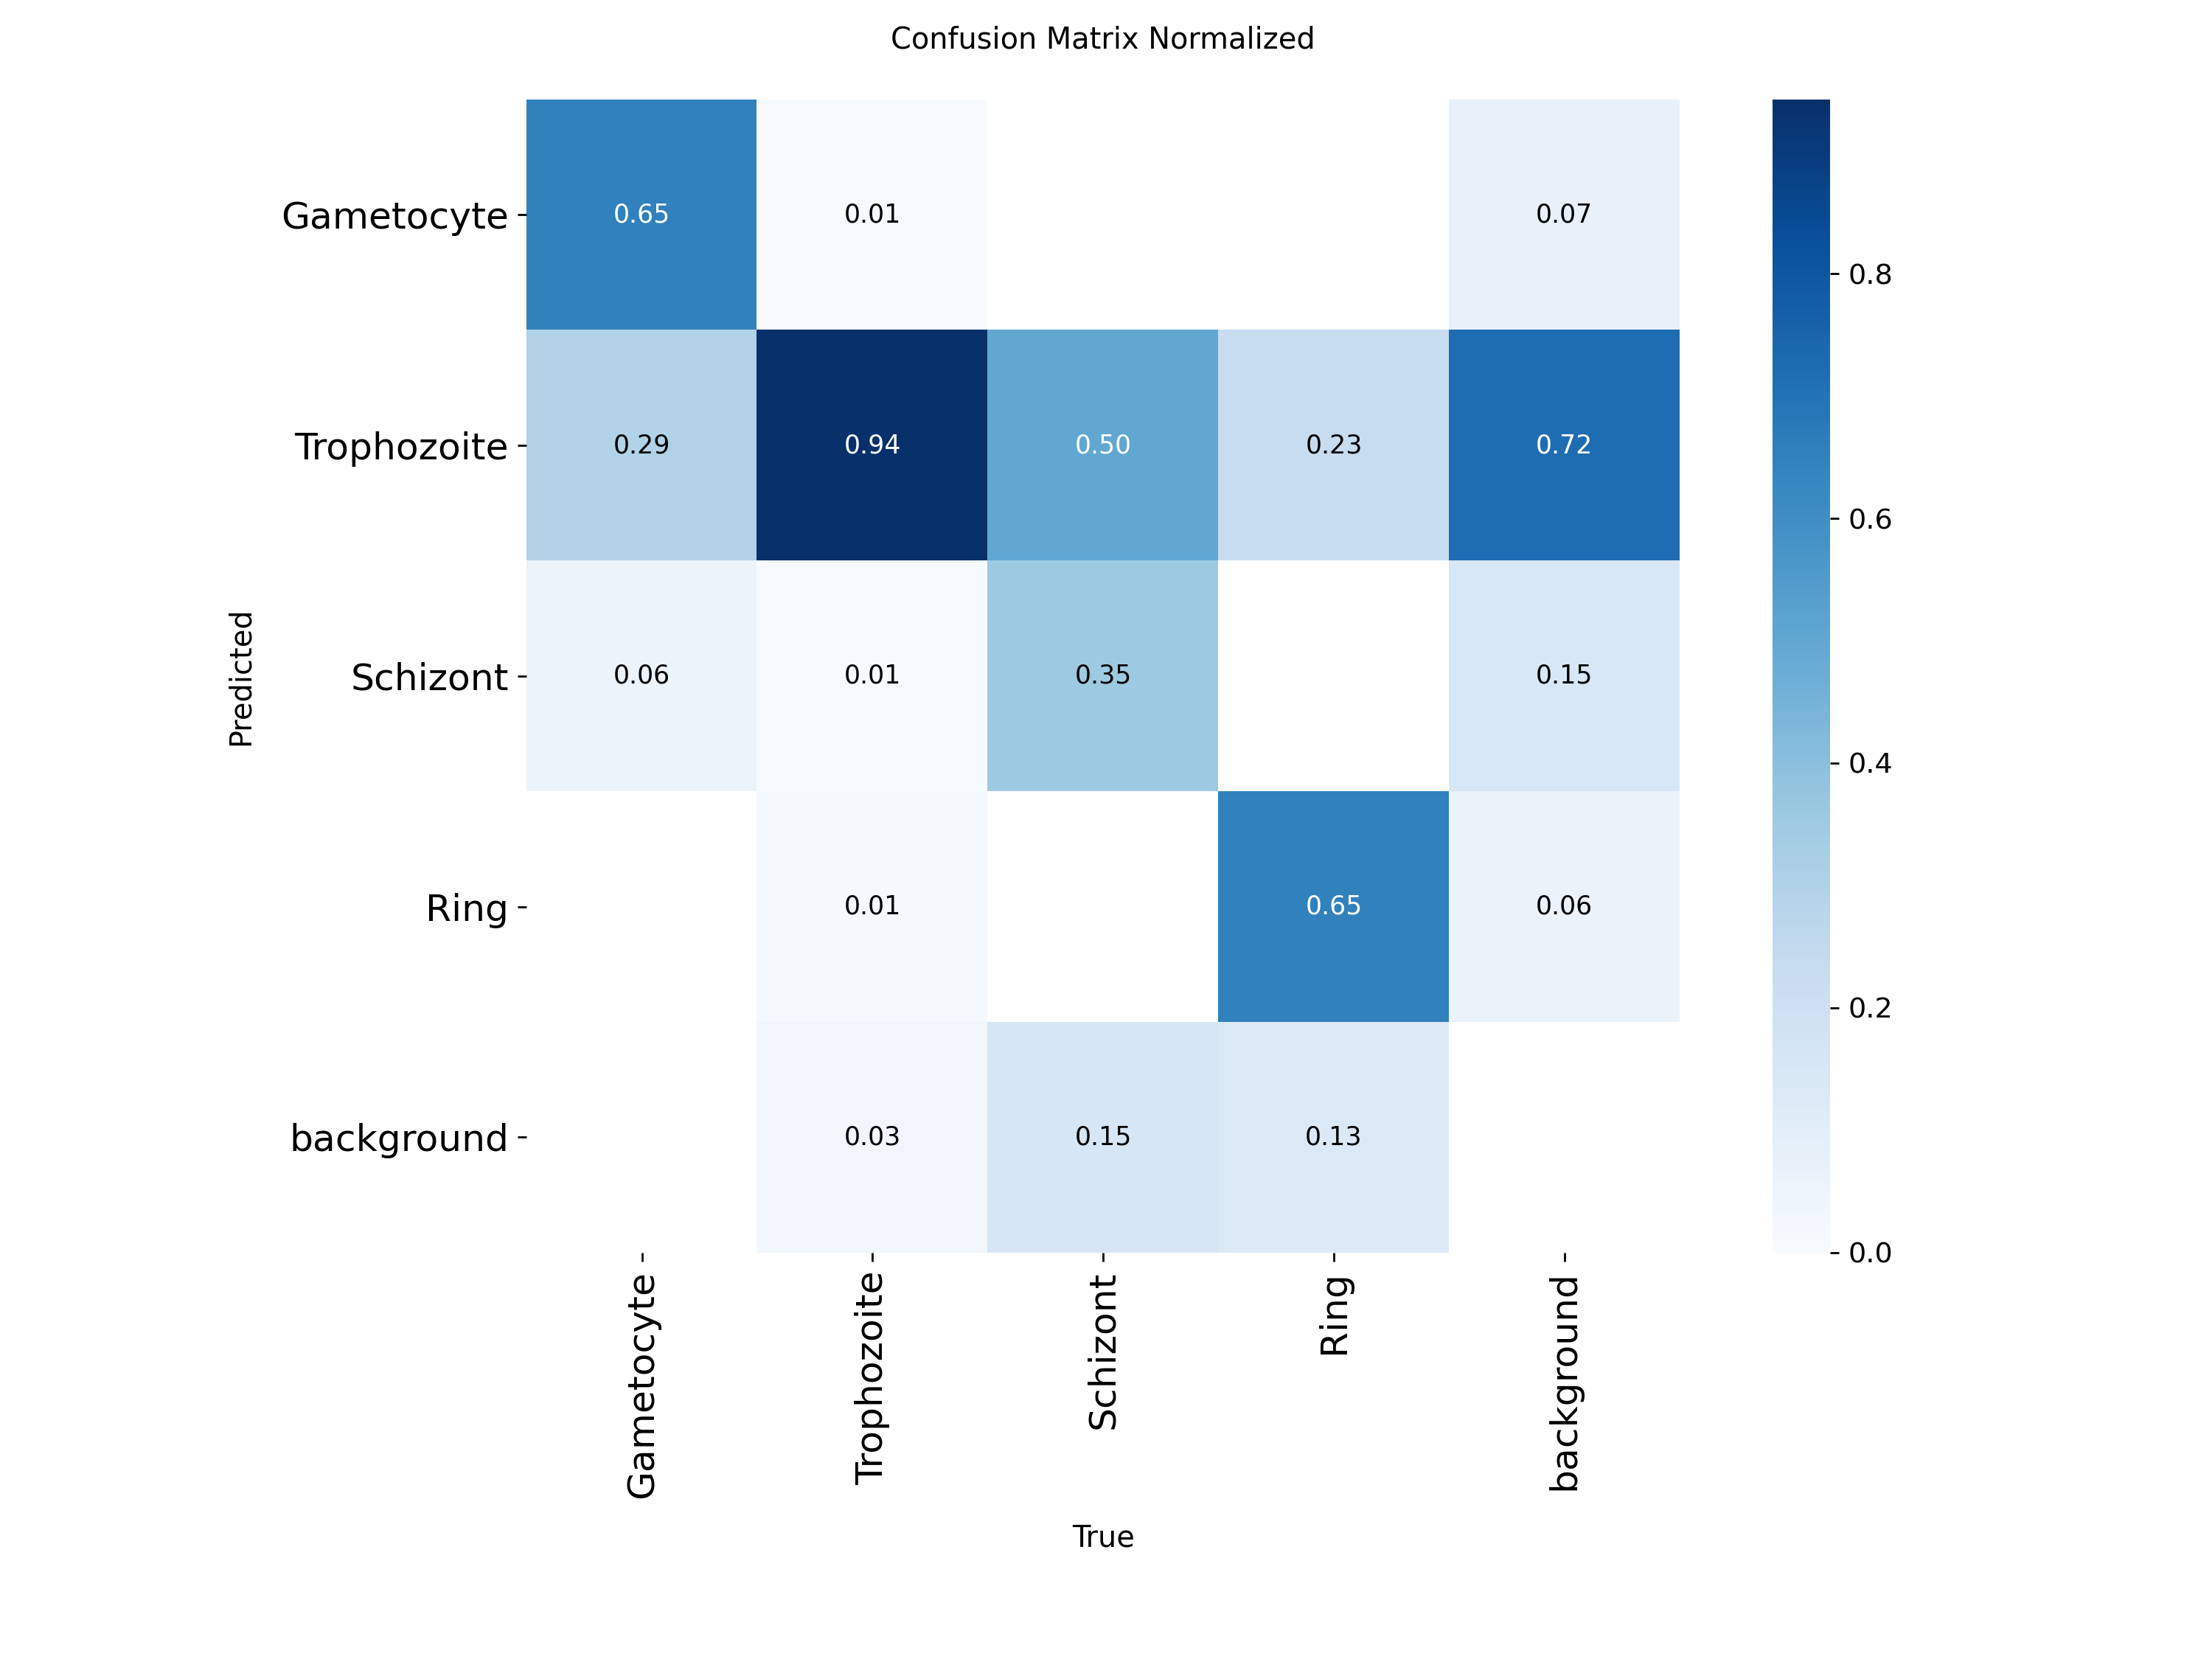 Confusion Matrix Normalized
Gametocyte 0.65 0.01 0.07
0.8
Trophozoite 0.29 0.94 0.50 0.23 0.72
0.6
Predicted
Schizont 0.06 0.01 0.35 0.15
0.4
Ring 0.01 0.65 0.06
0.2
background 0.03 0.15 0.13
0.0
Gametocyte Trophozoite Schizont Ring background
True